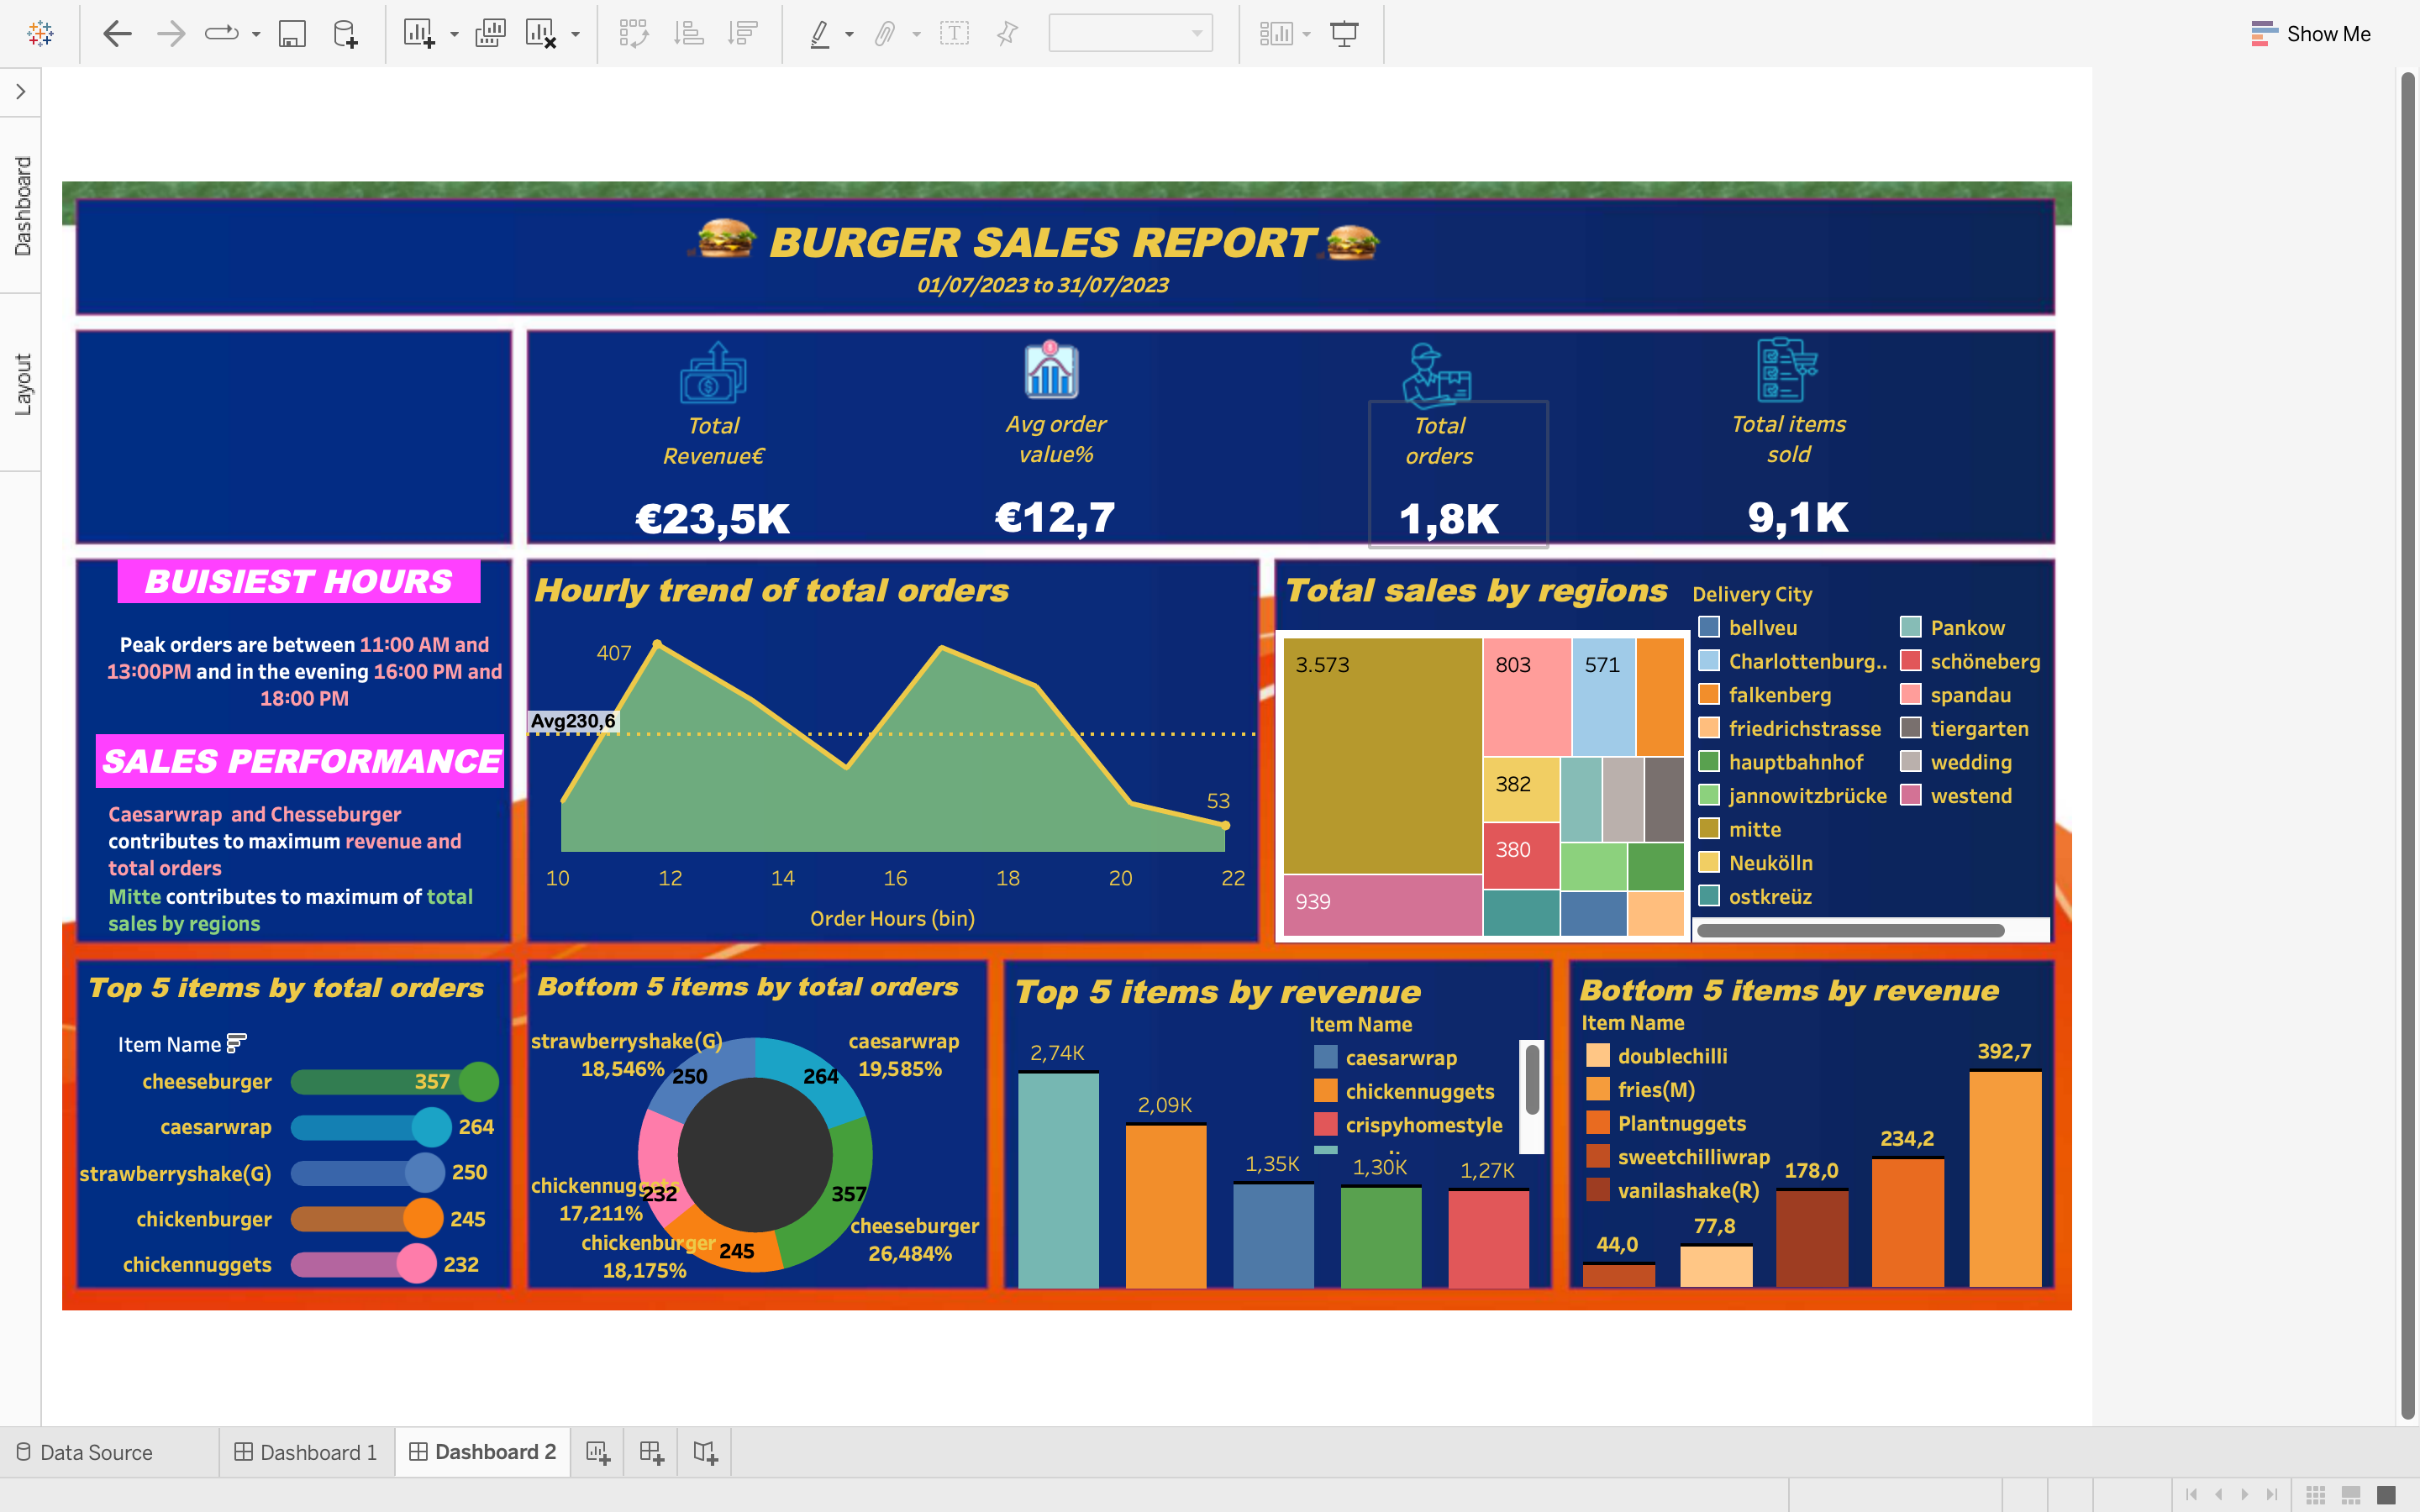 Show Me
Dashboard
Layout
BURGER SALES REPORT
01/07/2023 to 31/07/2023
Total
Revenue€
€23,5K
Avg order
value%
€12,7
Total
orders
1,8K
Total items
sold
9,1K
BUISIEST HOURS
Peak orders are between 11:00 AM and
13:00PM and in the evening 16:00 PM and
18:00 PM
SALES PERFORMANCE
Caesarwrap and Chesseburger
contributes to maximum revenue and
total orders
Mitte contributes to maximum of total
sales by regions
Hourly trend of total orders
407
Avg230,6
53
10 12 14 16 18 20 22
Order Hours (bin)
Total sales by regions
3.573
803
571
382
380
939
Delivery City
bellveu
Charlottenburg..
falkenberg
friedrichstrasse
hauptbahnhof
jannowitzbrücke
mitte
Neukölln
ostkreüz
Pankow
schöneberg
spandau
tiergarten
wedding
westend
Top 5 items by total orders
Item Name
cheeseburger 357
caesarwrap 264
strawberryshake(G) 250
chickenburger 245
chickennuggets 232
Bottom 5 items by total orders
strawberryshake(G)
18,546%
250
caesarwrap
19,585%
264
chickennuggets
17,211%
232
357
cheeseburger
26,484%
chickenburger
18,175%
245
Top 5 items by revenue
Item Name
caesarwrap
chickennuggets
crispyhomestyle
2,74K
2,09K
1,35K
1,30K
1,27K
Bottom 5 items by revenue
Item Name
doublechilli
fries(M)
Plantnuggets
sweetchilliwrap
vanilashake(R)
44,0
77,8
178,0
234,2
392,7
Data Source
Dashboard 1
Dashboard 2